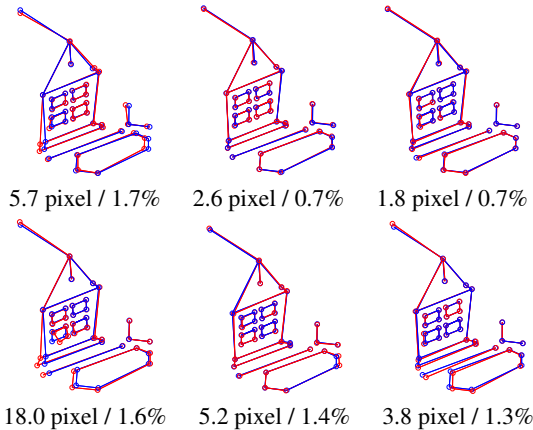 5.7 pixel / 1.7% 2.6 pixel / 0.7% 1.8 pixel / 0.7%
18.0 pixel / 1.6% 5.2 pixel / 1.4% 3.8 pixel / 1.3%